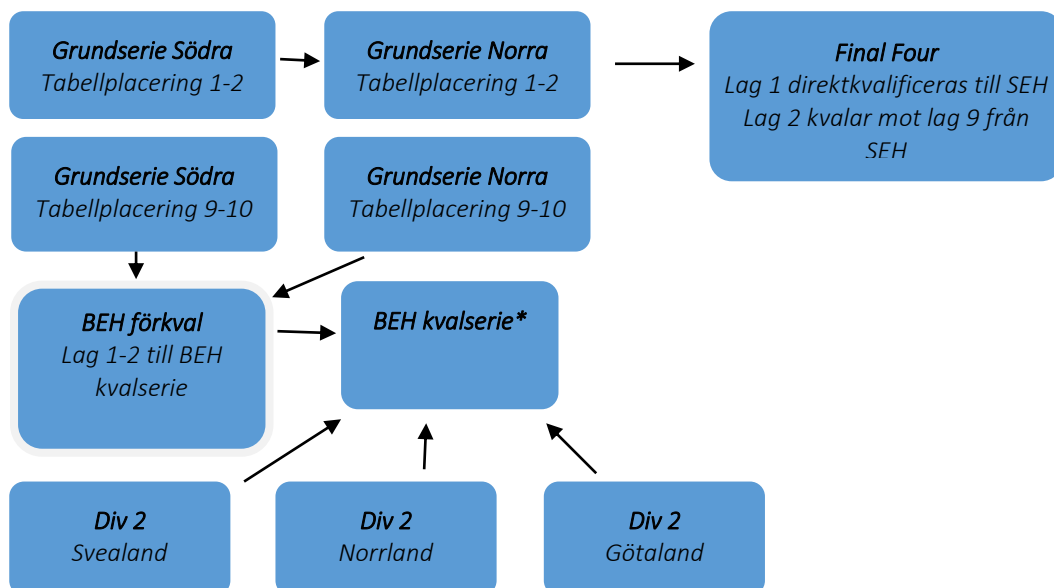 Grundserie Södra
Tabellplacering 1-2
Grundserie Norra
Tabellplacering 1-2
Final Four
Lag 1 direktkvalificeras till SEH
Lag 2 kvalar mot lag 9 från
SEH
Grundserie Södra
Tabellplacering 9-10
Grundserie Norra
Tabellplacering 9-10
BEH förkval
Lag 1-2 till BEH
kvalserie
BEH kvalserie*
Div 2
Svealand
Div 2
Norrland
Div 2
Götaland